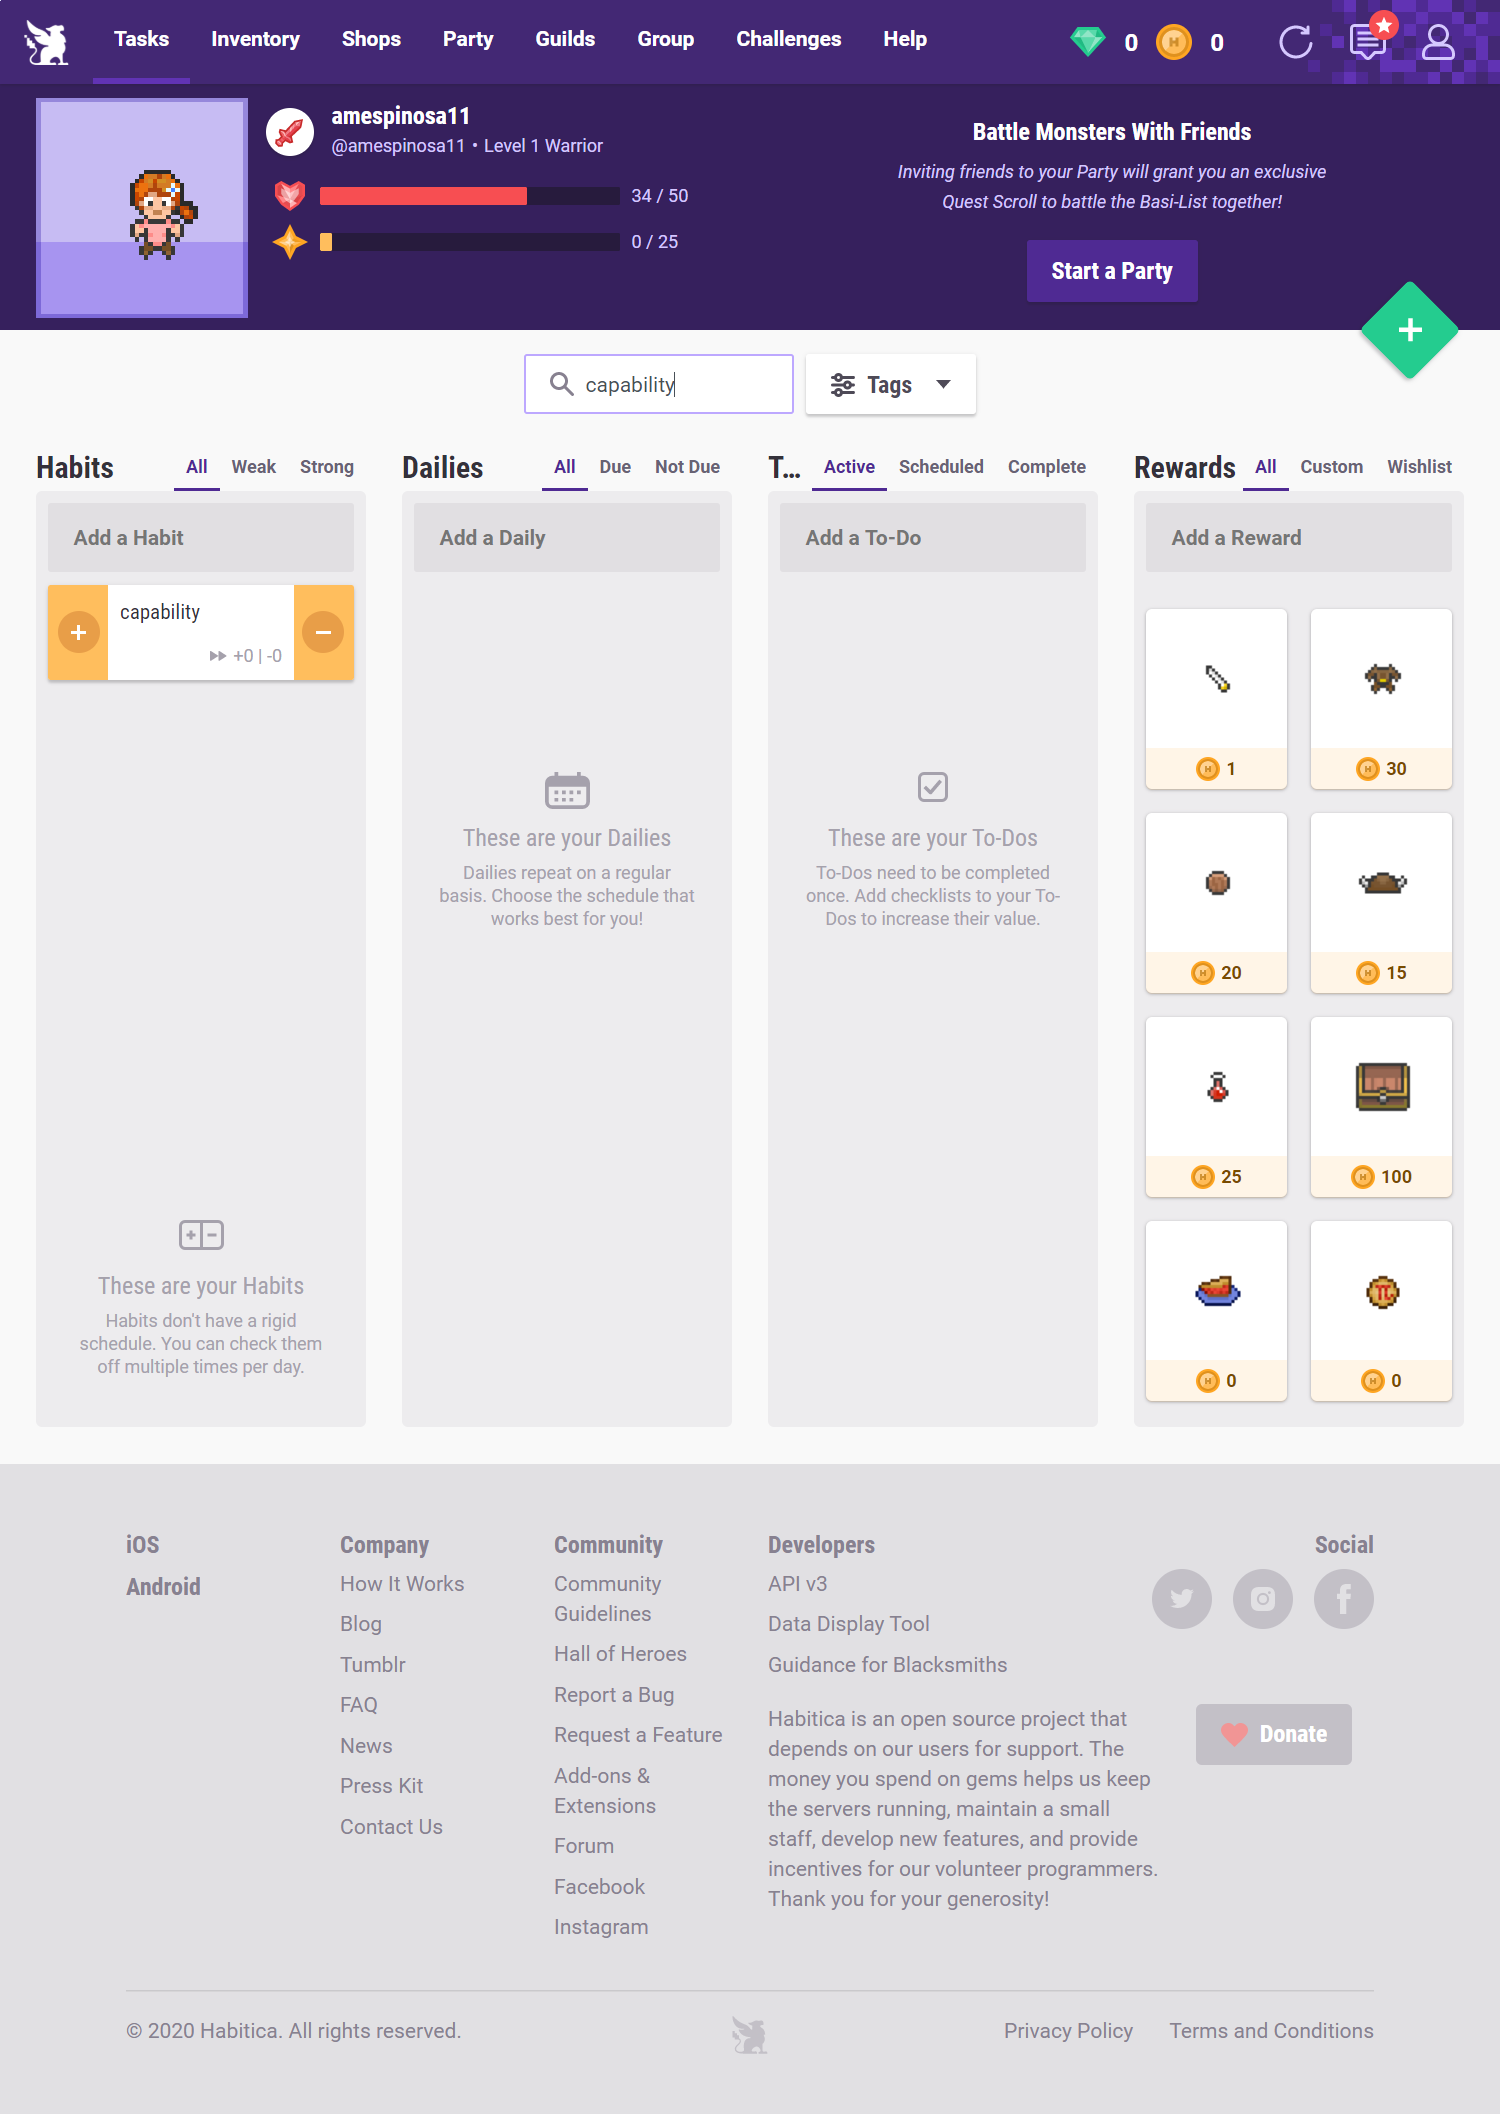 Tasks Inventory Shops Party Guilds Group Challenges Help 0 0
amespinosa11
@amespinosa11 • Level 1 Warrior
34 / 50
0 / 25
Battle Monsters With Friends
Inviting friends to your Party will grant you an exclusive
Quest Scroll to battle the Basi-List together!
Start a Party
capability
Tags
Habits All Weak Strong
Add a Habit
capability
+0 | -0
These are your Habits
Habits don't have a rigid
schedule. You can check them
off multiple times per day.
Dailies All Due Not Due
Add a Daily
These are your Dailies
Dailies repeat on a regular
basis. Choose the schedule that
works best for you!
T... Active Scheduled Complete
Add a To-Do
These are your To-Dos
To-Dos need to be completed
once. Add checklists to your To-
Dos to increase their value.
Rewards All Custom Wishlist
Add a Reward
1 30
20 15
25 100
0 0
iOS
Android
Company
How It Works
Blog
Tumblr
FAQ
News
Press Kit
Contact Us
Community
Community
Guidelines
Hall of Heroes
Report a Bug
Request a Feature
Add-ons &
Extensions
Forum
Facebook
Instagram
Developers
API v3
Data Display Tool
Guidance for Blacksmiths
Habitica is an open source project that
depends on our users for support. The
money you spend on gems helps us keep
the servers running, maintain a small
staff, develop new features, and provide
incentives for our volunteer programmers.
Thank you for your generosity!
Social
Donate
© 2020 Habitica. All rights reserved.
Privacy Policy Terms and Conditions